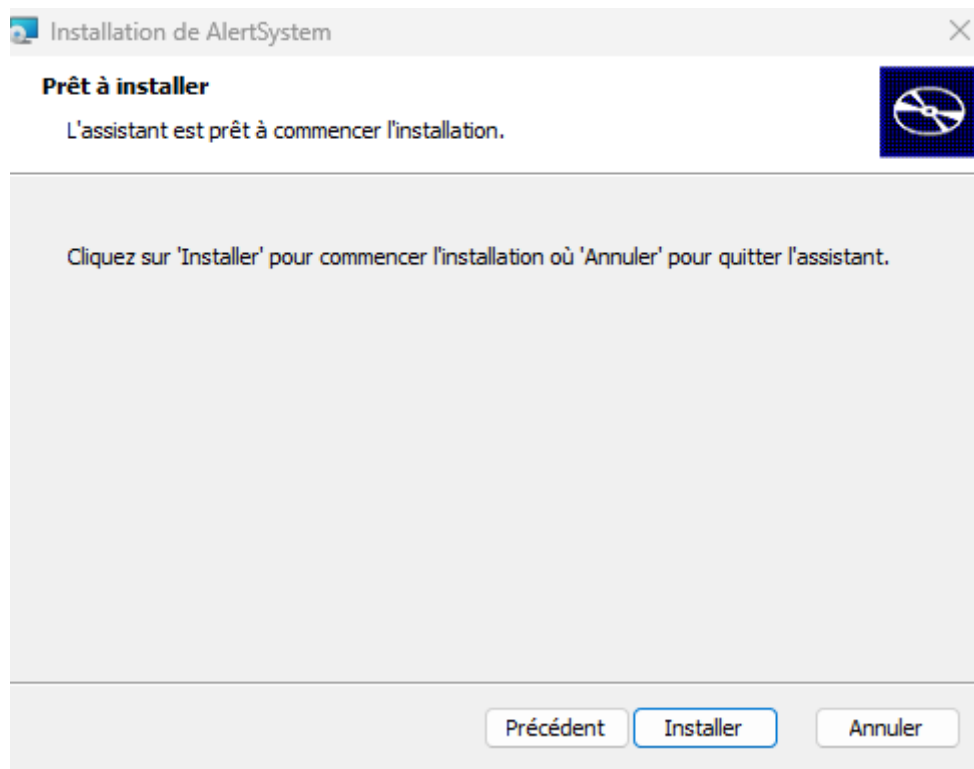 Installation de AlertSystem
Prêt à installer
L'assistant est prêt à commencer l'installation.
Cliquez sur 'Installer' pour commencer l'installation où 'Annuler' pour quitter l'assistant.
Précédent Installer Annuler